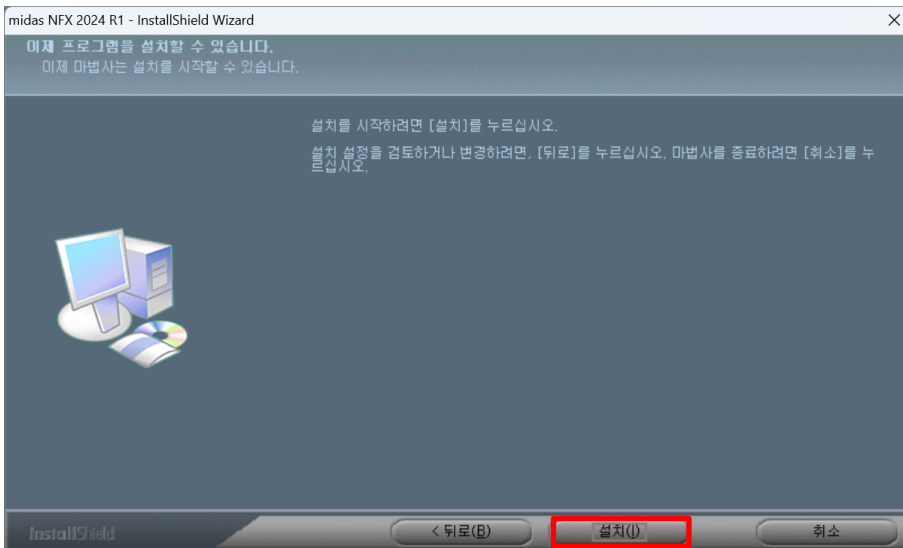 midas NFX 2024 R1 - InstallShield Wizard
이제 프로그램을 설치할 수 있습니다.
이제 마법사는 설치를 시작할 수 있습니다.
설치를 시작하려면 [설치]를 누르십시오.
설치 설정을 검토하거나 변경하려면, [뒤로]를 누르십시오. 마법사를 종료하려면 [취소]를 누
르십시오.
InstallShield
< 뒤로(B)
설치(I)
취소